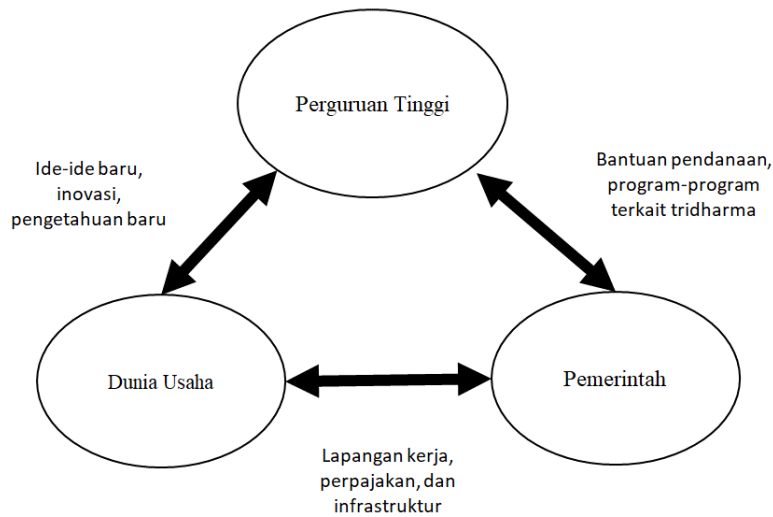 Perguruan Tinggi
Ide-ide baru,
inovasi,
pengetahuan baru
Bantuan pendanaan,
program-program
terkait tridharma
Dunia Usaha
Pemerintah
Lapangan kerja,
perpajakan, dan
infrastruktur